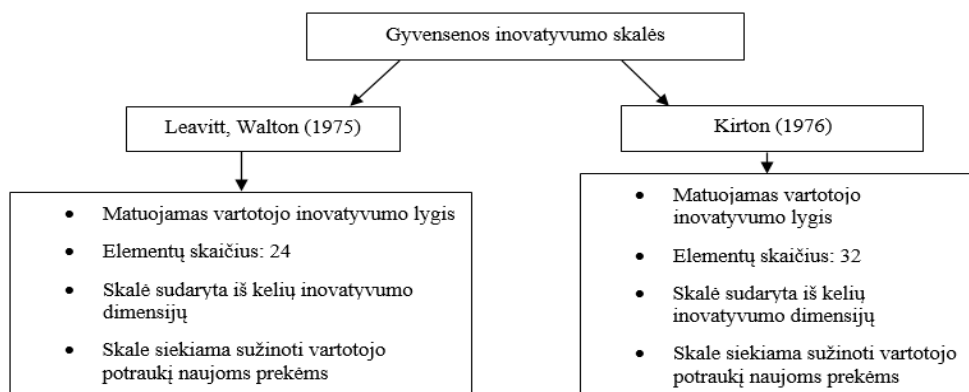 Gyvensenos inovatyvumo skalės
Leavitt, Walton (1975)
Kirton (1976)
• Matuojamas vartotojo inovatyvumo lygis
• Elementų skaičius: 24
• Skalė sudaryta iš kelių inovatyvumo
dimensijų
• Skale siekiama sužinoti vartotojo
potraukį naujoms prekėms
• Matuojamas vartotojo
inovatyvumo lygis
• Elementų skaičius: 32
• Skalė sudaryta iš kelių
inovatyvumo dimensijų
• Skale siekiama sužinoti vartotojo
potraukį naujoms prekėms